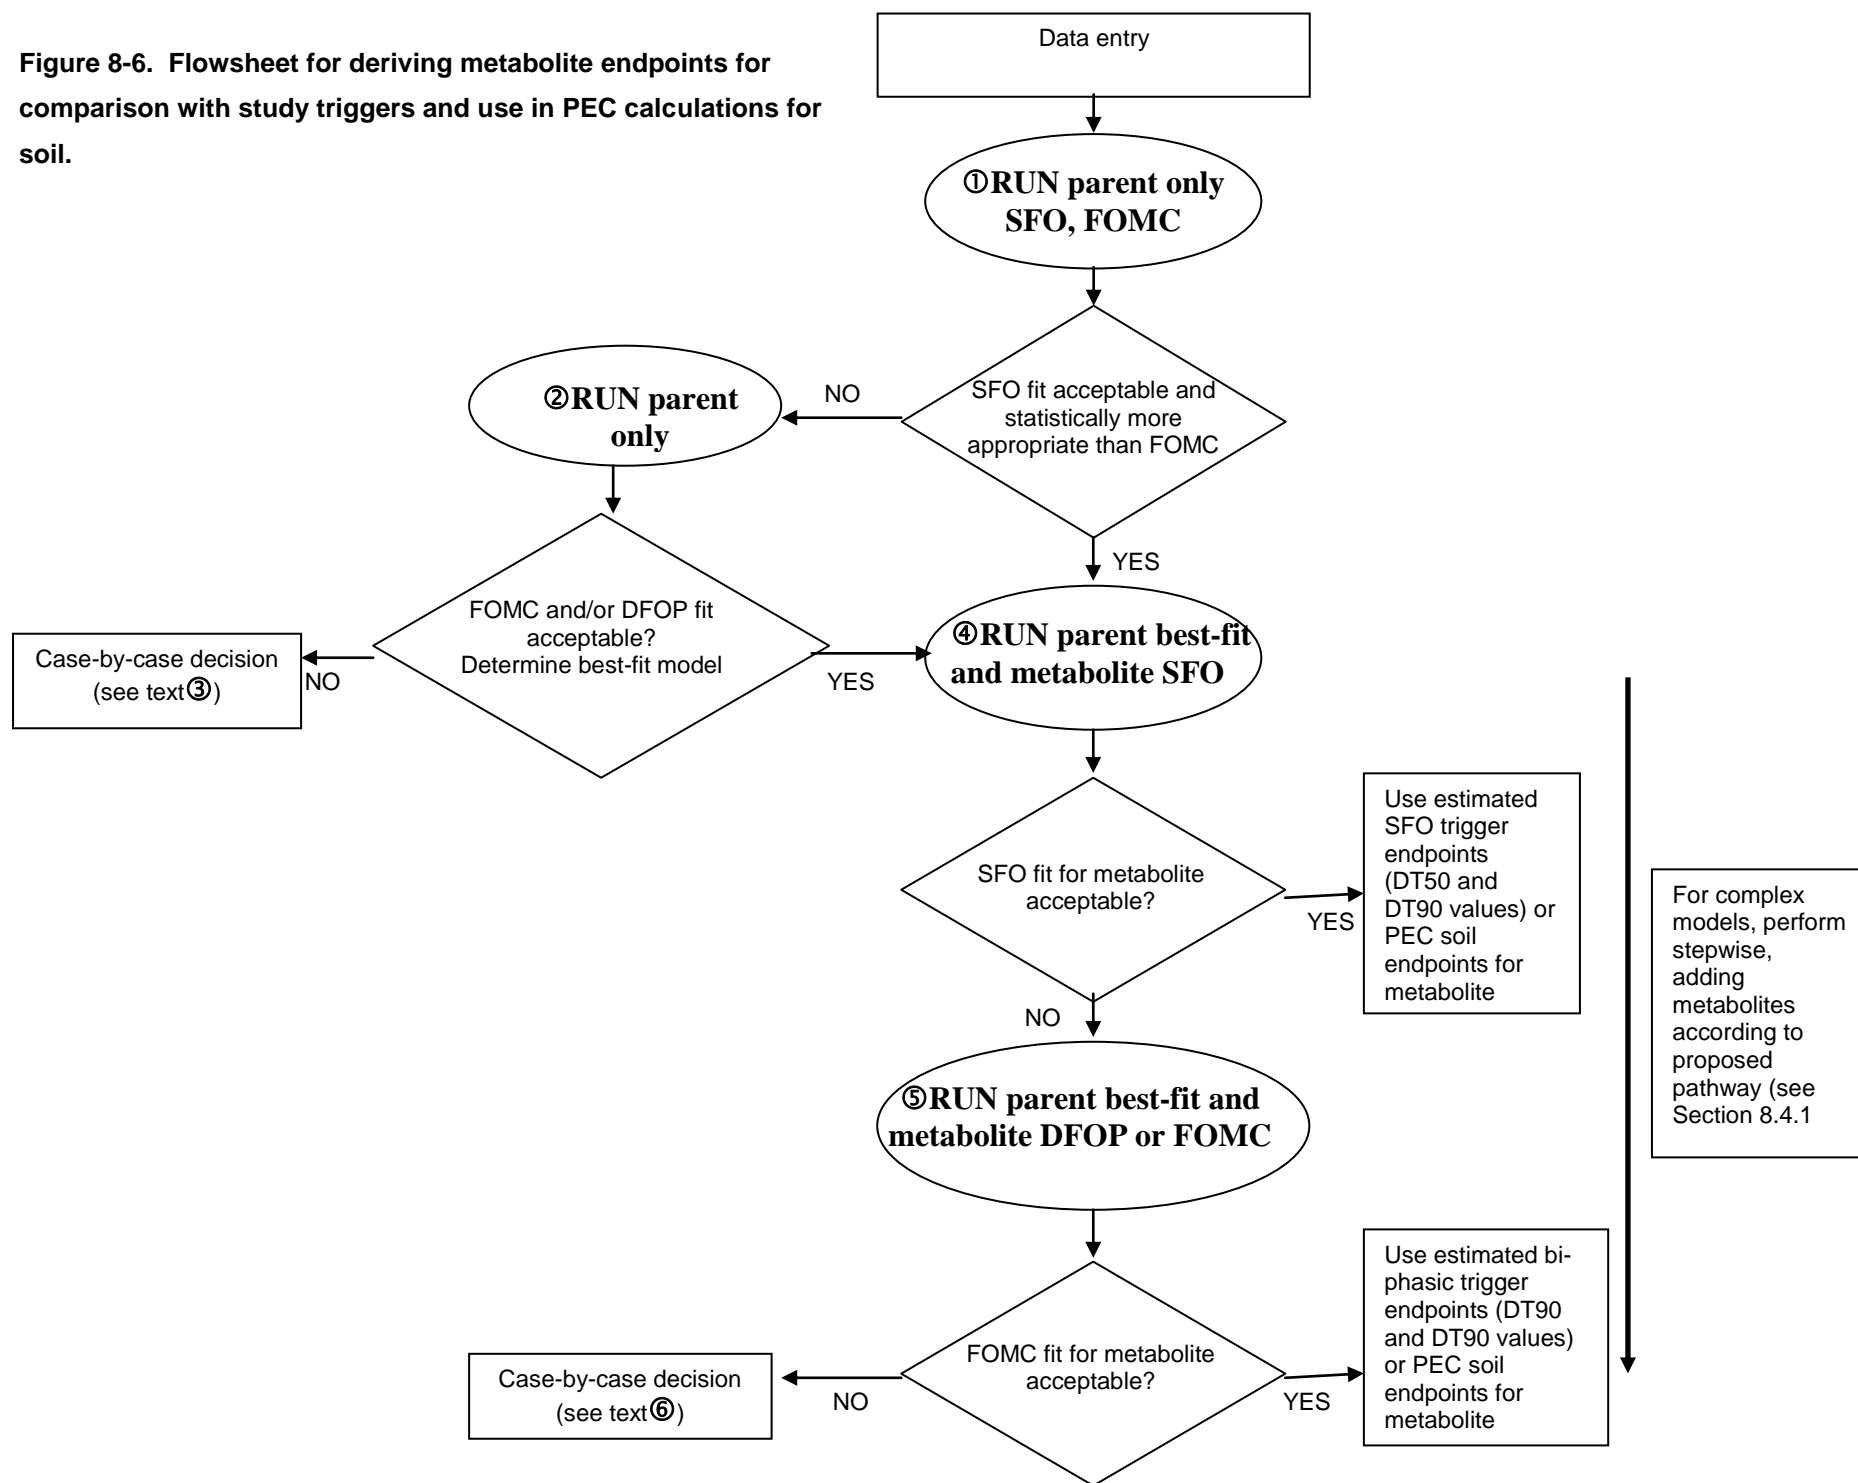 Figure 8-6. Flowsheet for deriving metabolite endpoints for
comparison with study triggers and use in PEC calculations for
soil.
Data entry
①RUN parent only
SFO, FOMC
SFO fit acceptable and
statistically more
appropriate than FOMC
NO
②RUN parent
only
YES
FOMC and/or DFOP fit
acceptable?
Determine best-fit model
NO
Case-by-case decision
(see text③)
YES
④RUN parent best-fit
and metabolite SFO
SFO fit for metabolite
acceptable?
YES
Use estimated
SFO trigger
endpoints
(DT50 and
DT90 values) or
PEC soil
endpoints for
metabolite
NO
⑤RUN parent best-fit and
metabolite DFOP or FOMC
FOMC fit for metabolite
acceptable?
NO
Case-by-case decision
(see text⑥)
YES
Use estimated bi-
phasic trigger
endpoints (DT90
and DT90 values)
or PEC soil
endpoints for
metabolite
For complex
models, perform
stepwise,
adding
metabolites
according to
proposed
pathway (see
Section 8.4.1